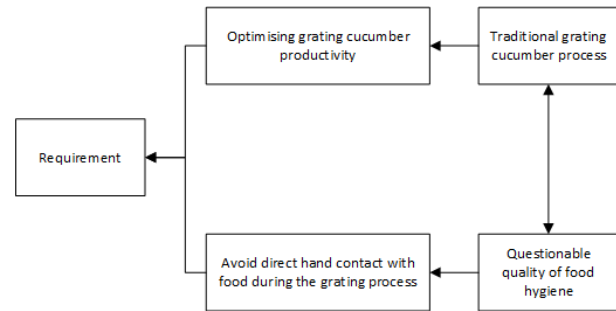 Optimising grating cucumber
productivity
Traditional grating
cucumber process
Requirement
Avoid direct hand contact with
food during the grating process
Questionable
quality of food
hygiene